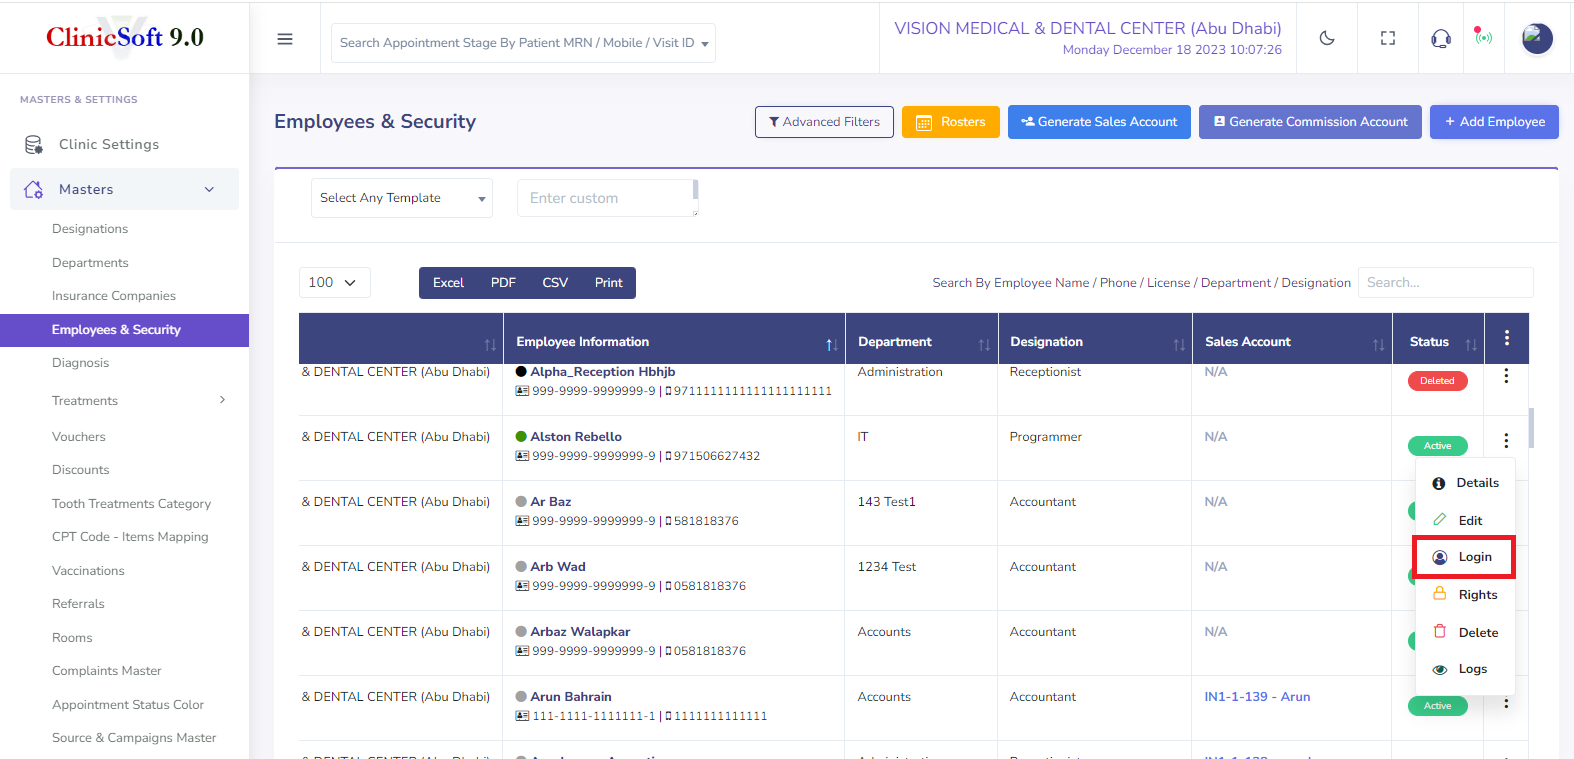 ClinicSoft 9.0
Search Appointment Stage By Patient MRN / Mobile / Visit ID
VISION MEDICAL & DENTAL CENTER (Abu Dhabi)
Monday December 18 2023 10:07:26
MASTERS & SETTINGS
Clinic Settings
Masters
Designations
Departments
Insurance Companies
Employees & Security
Diagnosis
Treatments
Vouchers
Discounts
Tooth Treatments Category
CPT Code - Items Mapping
Vaccinations
Referrals
Rooms
Complaints Master
Appointment Status Color
Source & Campaigns Master
Employees & Security
Advanced Filters
Rosters
Generate Sales Account
Generate Commission Account
+ Add Employee
Select Any Template
Enter custom
100
Excel PDF CSV Print
Search By Employee Name / Phone / License / Department / Designation
Search...
Employee Information Department Designation Sales Account Status
& DENTAL CENTER (Abu Dhabi) Alpha_Reception Hbhjb Administration Receptionist N/A Deleted
999-9999-9999999-9 | 9711111111111111111111
& DENTAL CENTER (Abu Dhabi) Alston Rebello IT Programmer N/A Active
999-9999-9999999-9 | 971506627432
& DENTAL CENTER (Abu Dhabi) Ar Baz 143 Test1 Accountant N/A
999-9999-9999999-9 | 581818376
& DENTAL CENTER (Abu Dhabi) Arb Wad 1234 Test Accountant N/A
999-9999-9999999-9 | 0581818376
& DENTAL CENTER (Abu Dhabi) Arbaz Walapkar Accounts Accountant N/A
999-9999-9999999-9 | 0581818376
& DENTAL CENTER (Abu Dhabi) Arun Bahrain Accounts Accountant IN1-1-139 - Arun Active
111-1111-1111111-1 | 1111111111111
& DENTAL CENTER (Abu Dhabi)
Details
Edit
Login
Rights
Delete
Logs